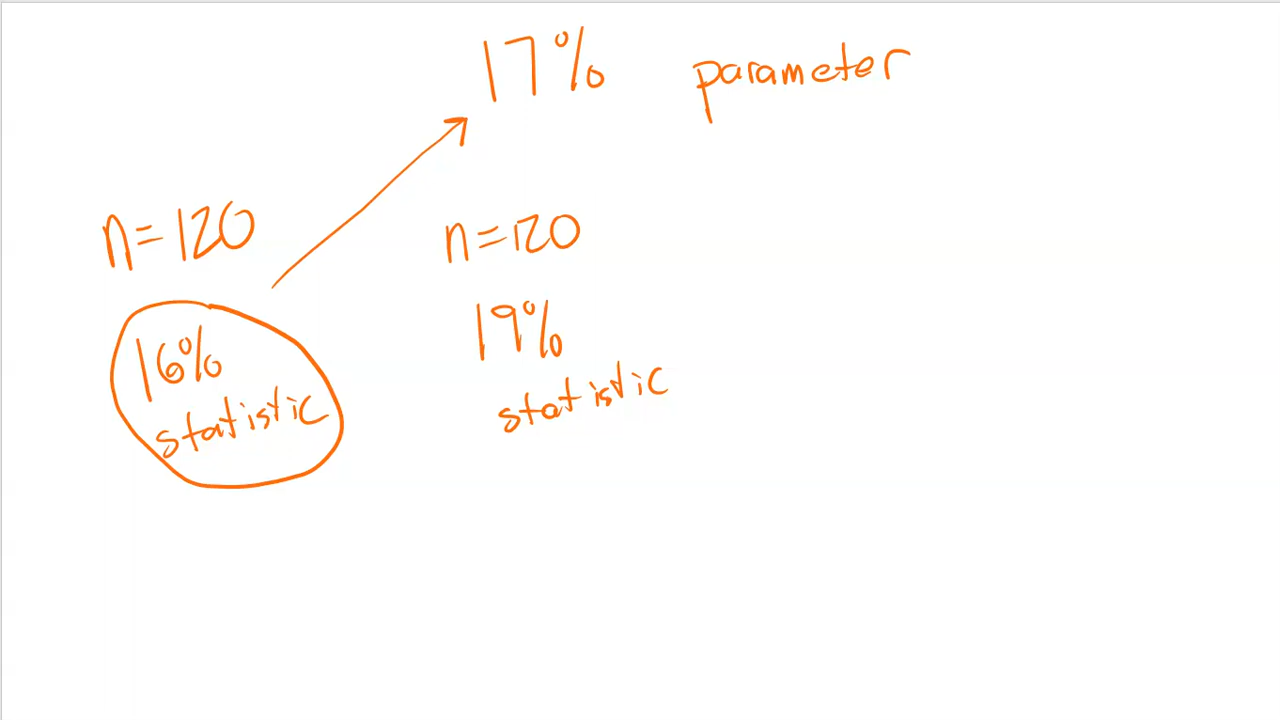 17% parameter
n=120
16%
statistic
n=120
19%
statistic